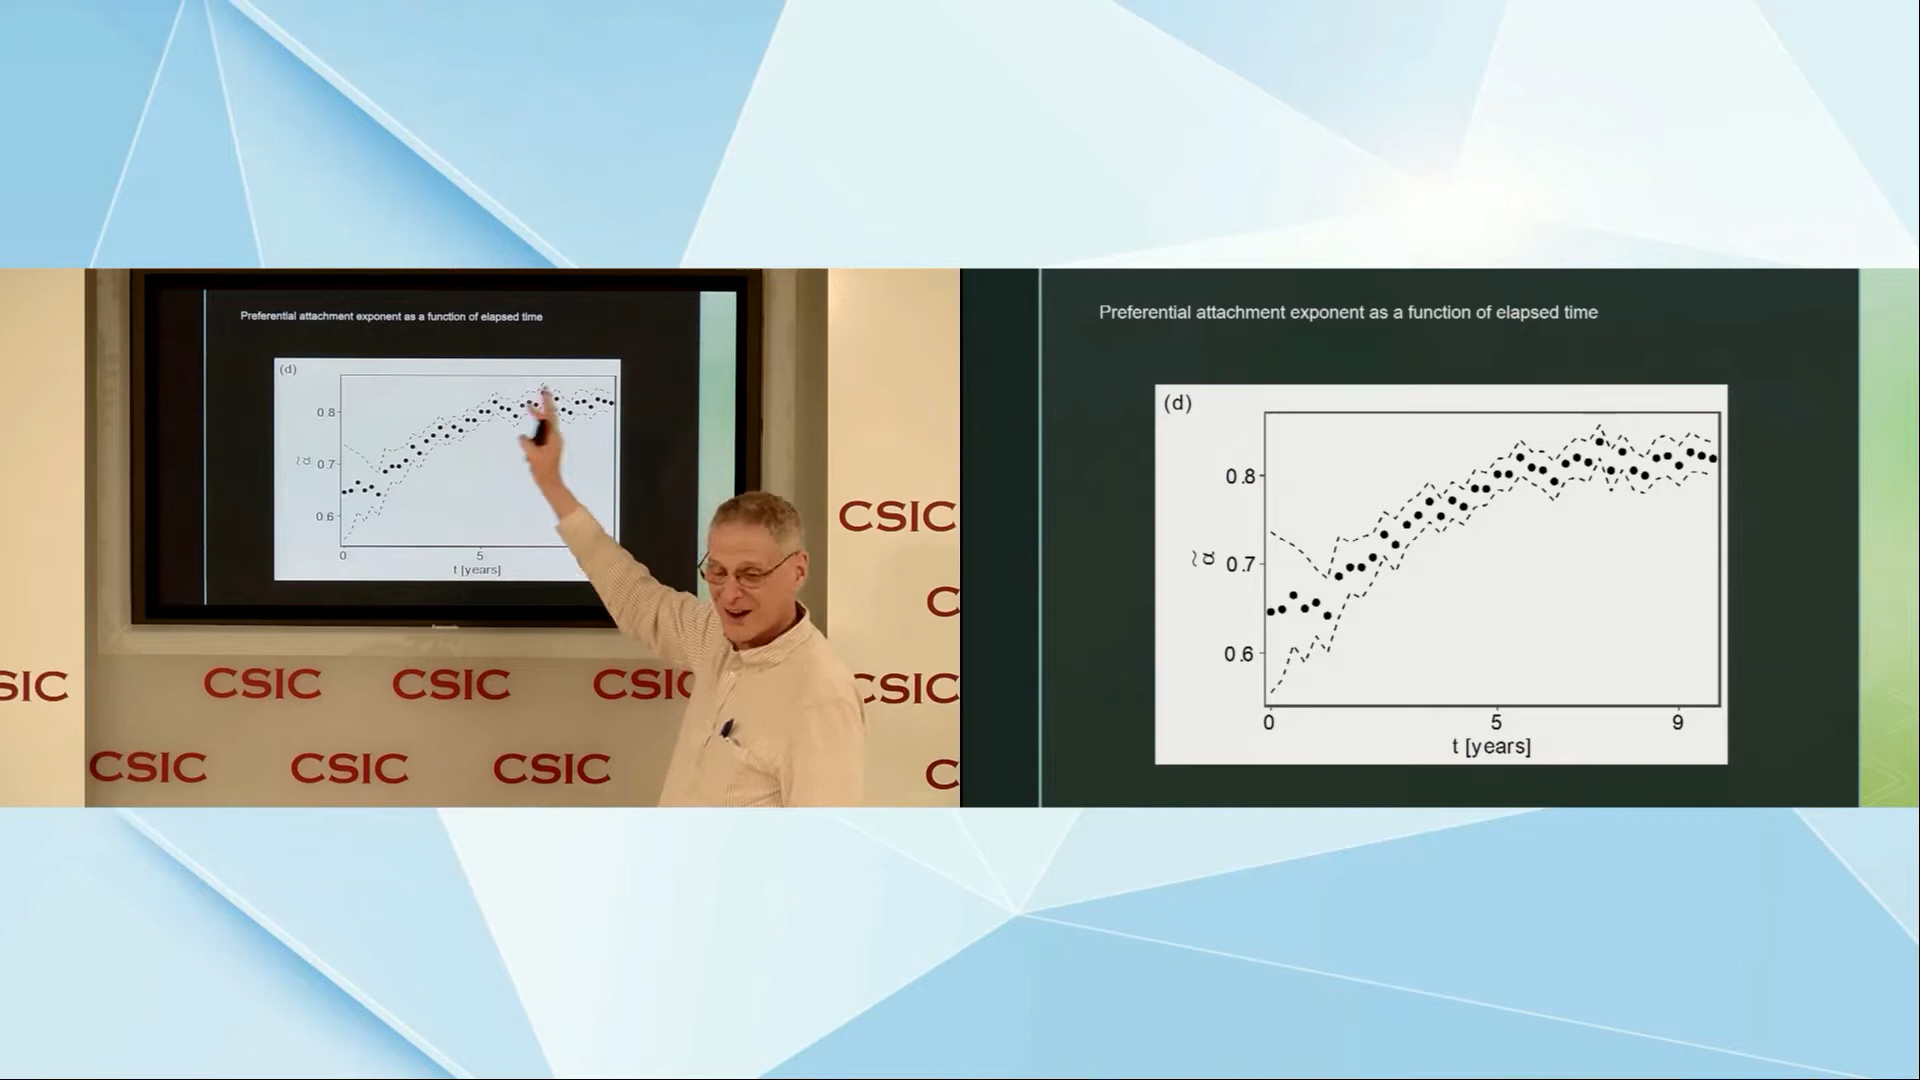 Preferential attachment exponent as a function of elapsed time
(d)
0.8
α̃
0.7
0.6
0
5
t [years]
CSIC
C
SIC
CSIC
CSIC
CSIC
CSIC
CSIC
CSIC
CSIC
C
Preferential attachment exponent as a function of elapsed time
(d)
0.8
α̃
0.7
0.6
0
5
9
t [years]